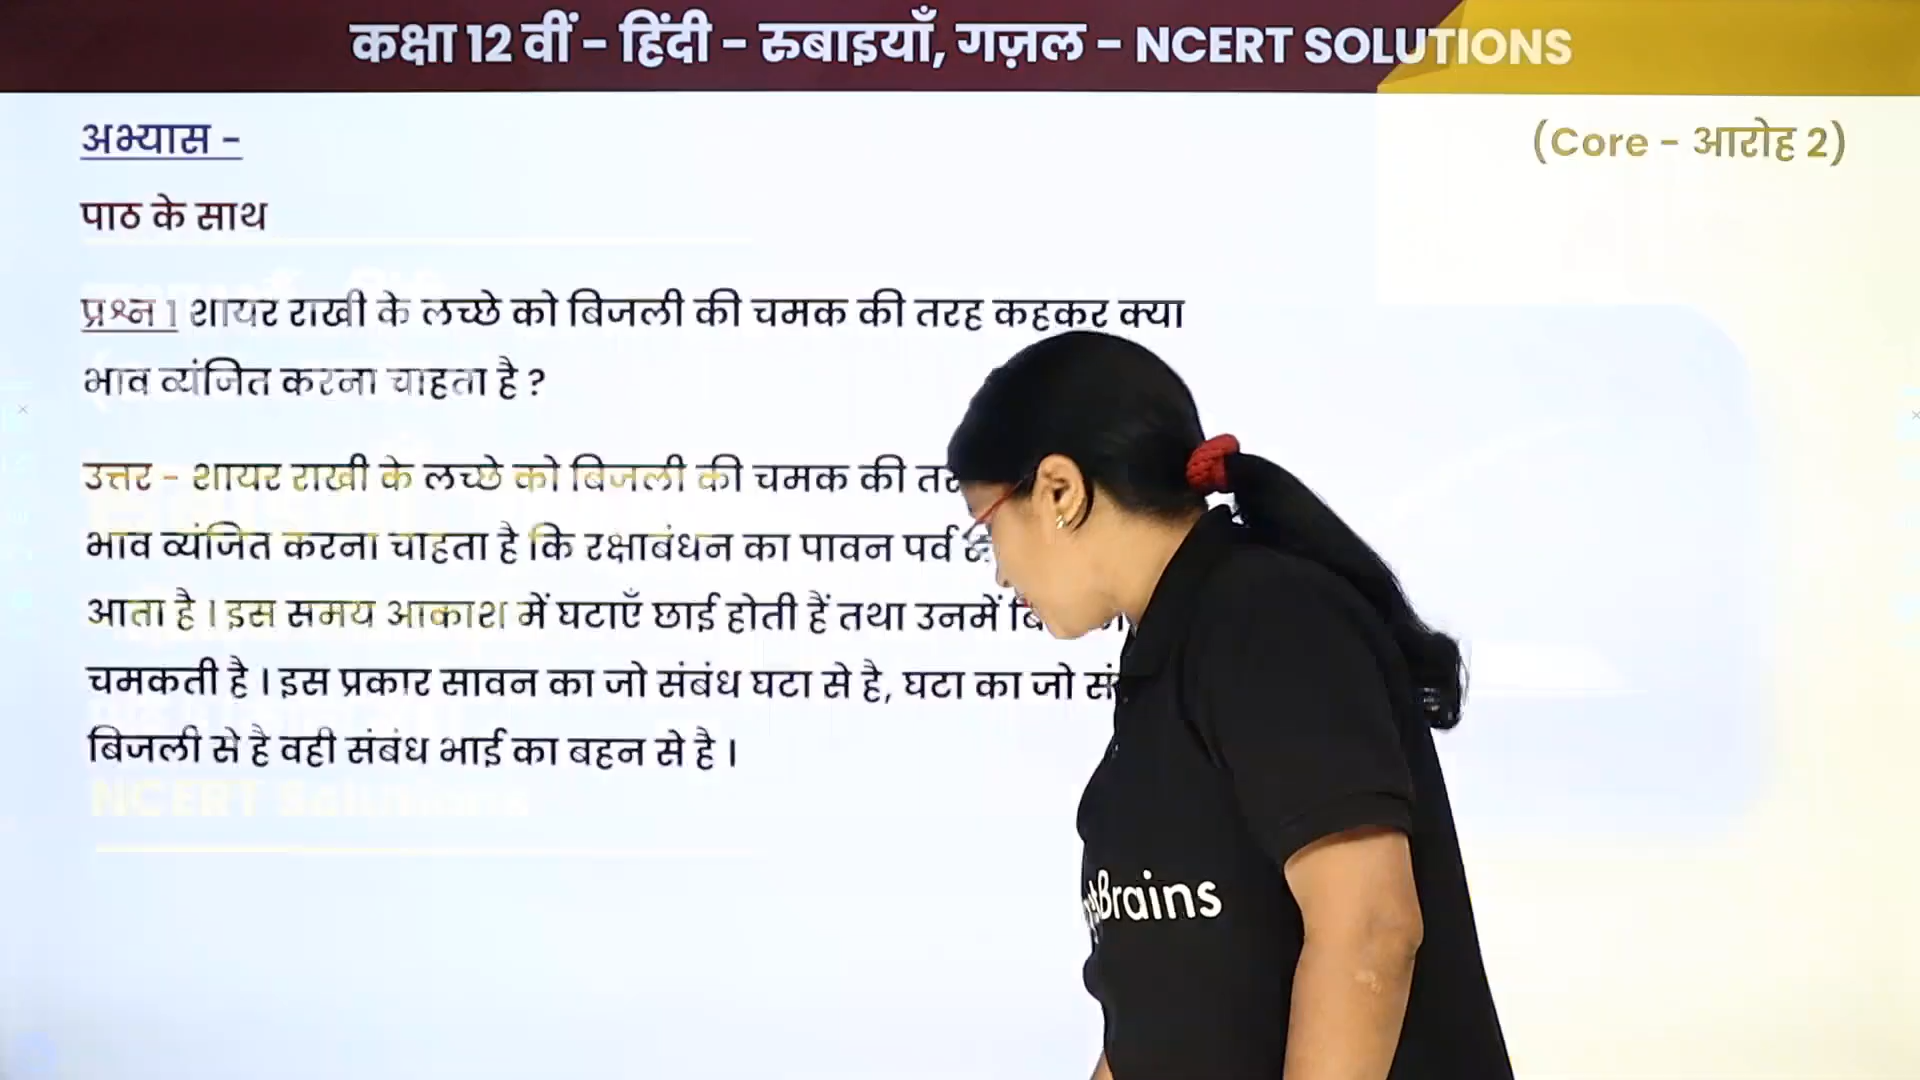 कक्षा 12 वीं - हिंदी - रुबाइयाँ, गज़ल - NCERT SOLUTIONS
अभ्यास -
(Core - आरोह 2)
पाठ के साथ
प्रश्न 1 शायर राखी के लच्छे को बिजली की चमक की तरह कहकर क्या
भाव व्यंजित करना चाहता है ?
उत्तर - शायर राखी के लच्छे को बिजली की चमक की
भाव व्यंजित करना चाहता है कि रक्षाबंधन का पावन पर्व
आता है । इस समय आकाश में घटाएँ छाई होती हैं तथा उनमें
चमकती है । इस प्रकार सावन का जो संबंध घटा से है, घटा का जो
बिजली से है वही संबंध भाई का बहन से है ।
NCERT Solutions
Brains